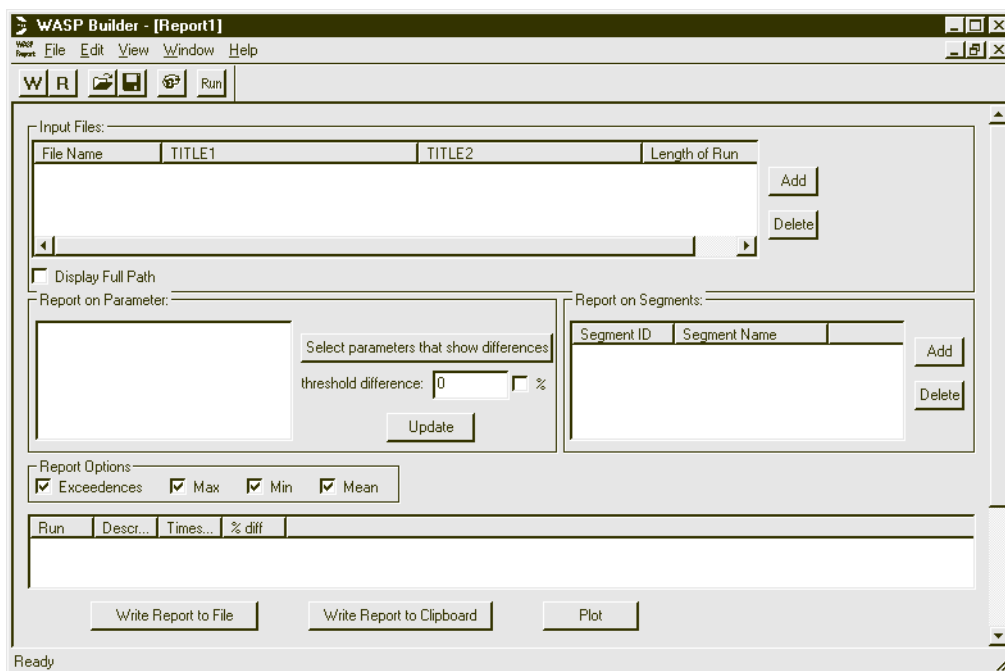 WASP Builder - [Report1]
WASP Report File Edit View Window Help
W R Run
Input Files:
File Name TITLE1 TITLE2 Length of Run
Add
Delete
Display Full Path
Report on Parameter:
Select parameters that show differences
threshold difference: 0 %
Update
Report on Segments:
Segment ID Segment Name
Add
Delete
Report Options
Exceedences Max Min Mean
Run Descr... Times... % diff
Write Report to File Write Report to Clipboard Plot
Ready